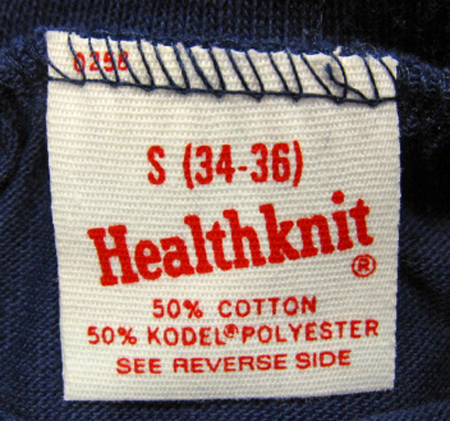 S (34-36)
Healthknit®
50% COTTON
50% KODEL® POLYESTER
SEE REVERSE SIDE